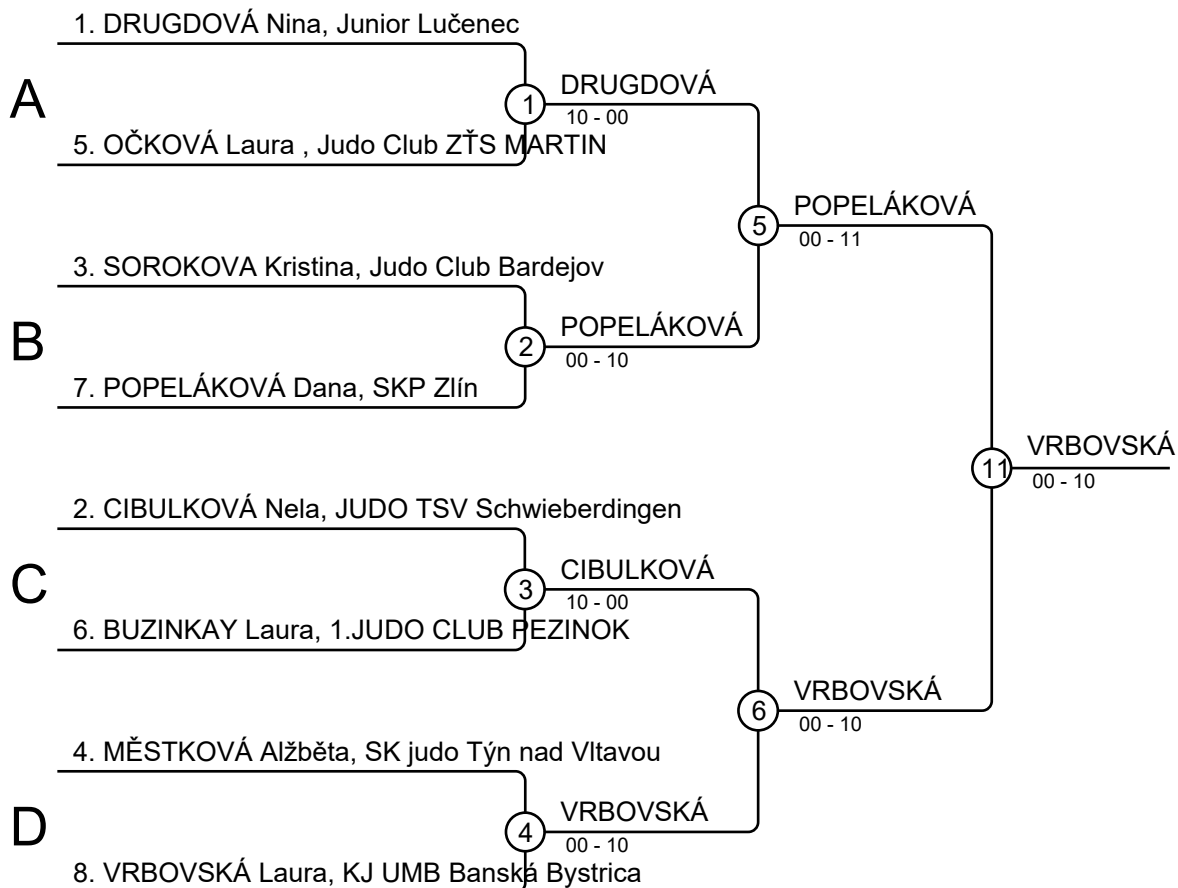 1. DRUGDOVÁ Nina, Junior Lučenec
A
1
DRUGDOVÁ
10 - 00
5. OČKOVÁ Laura , Judo Club ZŤS MARTIN
5
POPELÁKOVÁ
00 - 11
3. SOROKOVA Kristina, Judo Club Bardejov
B
2
POPELÁKOVÁ
00 - 10
7. POPELÁKOVÁ Dana, SKP Zlín
11
VRBOVSKÁ
00 - 10
2. CIBULKOVÁ Nela, JUDO TSV Schwieberdingen
C
3
CIBULKOVÁ
10 - 00
6. BUZINKAY Laura, 1.JUDO CLUB PEZINOK
6
VRBOVSKÁ
00 - 10
4. MĚSTKOVÁ Alžběta, SK judo Týn nad Vltavou
D
4
VRBOVSKÁ
00 - 10
8. VRBOVSKÁ Laura, KJ UMB Banská Bystrica